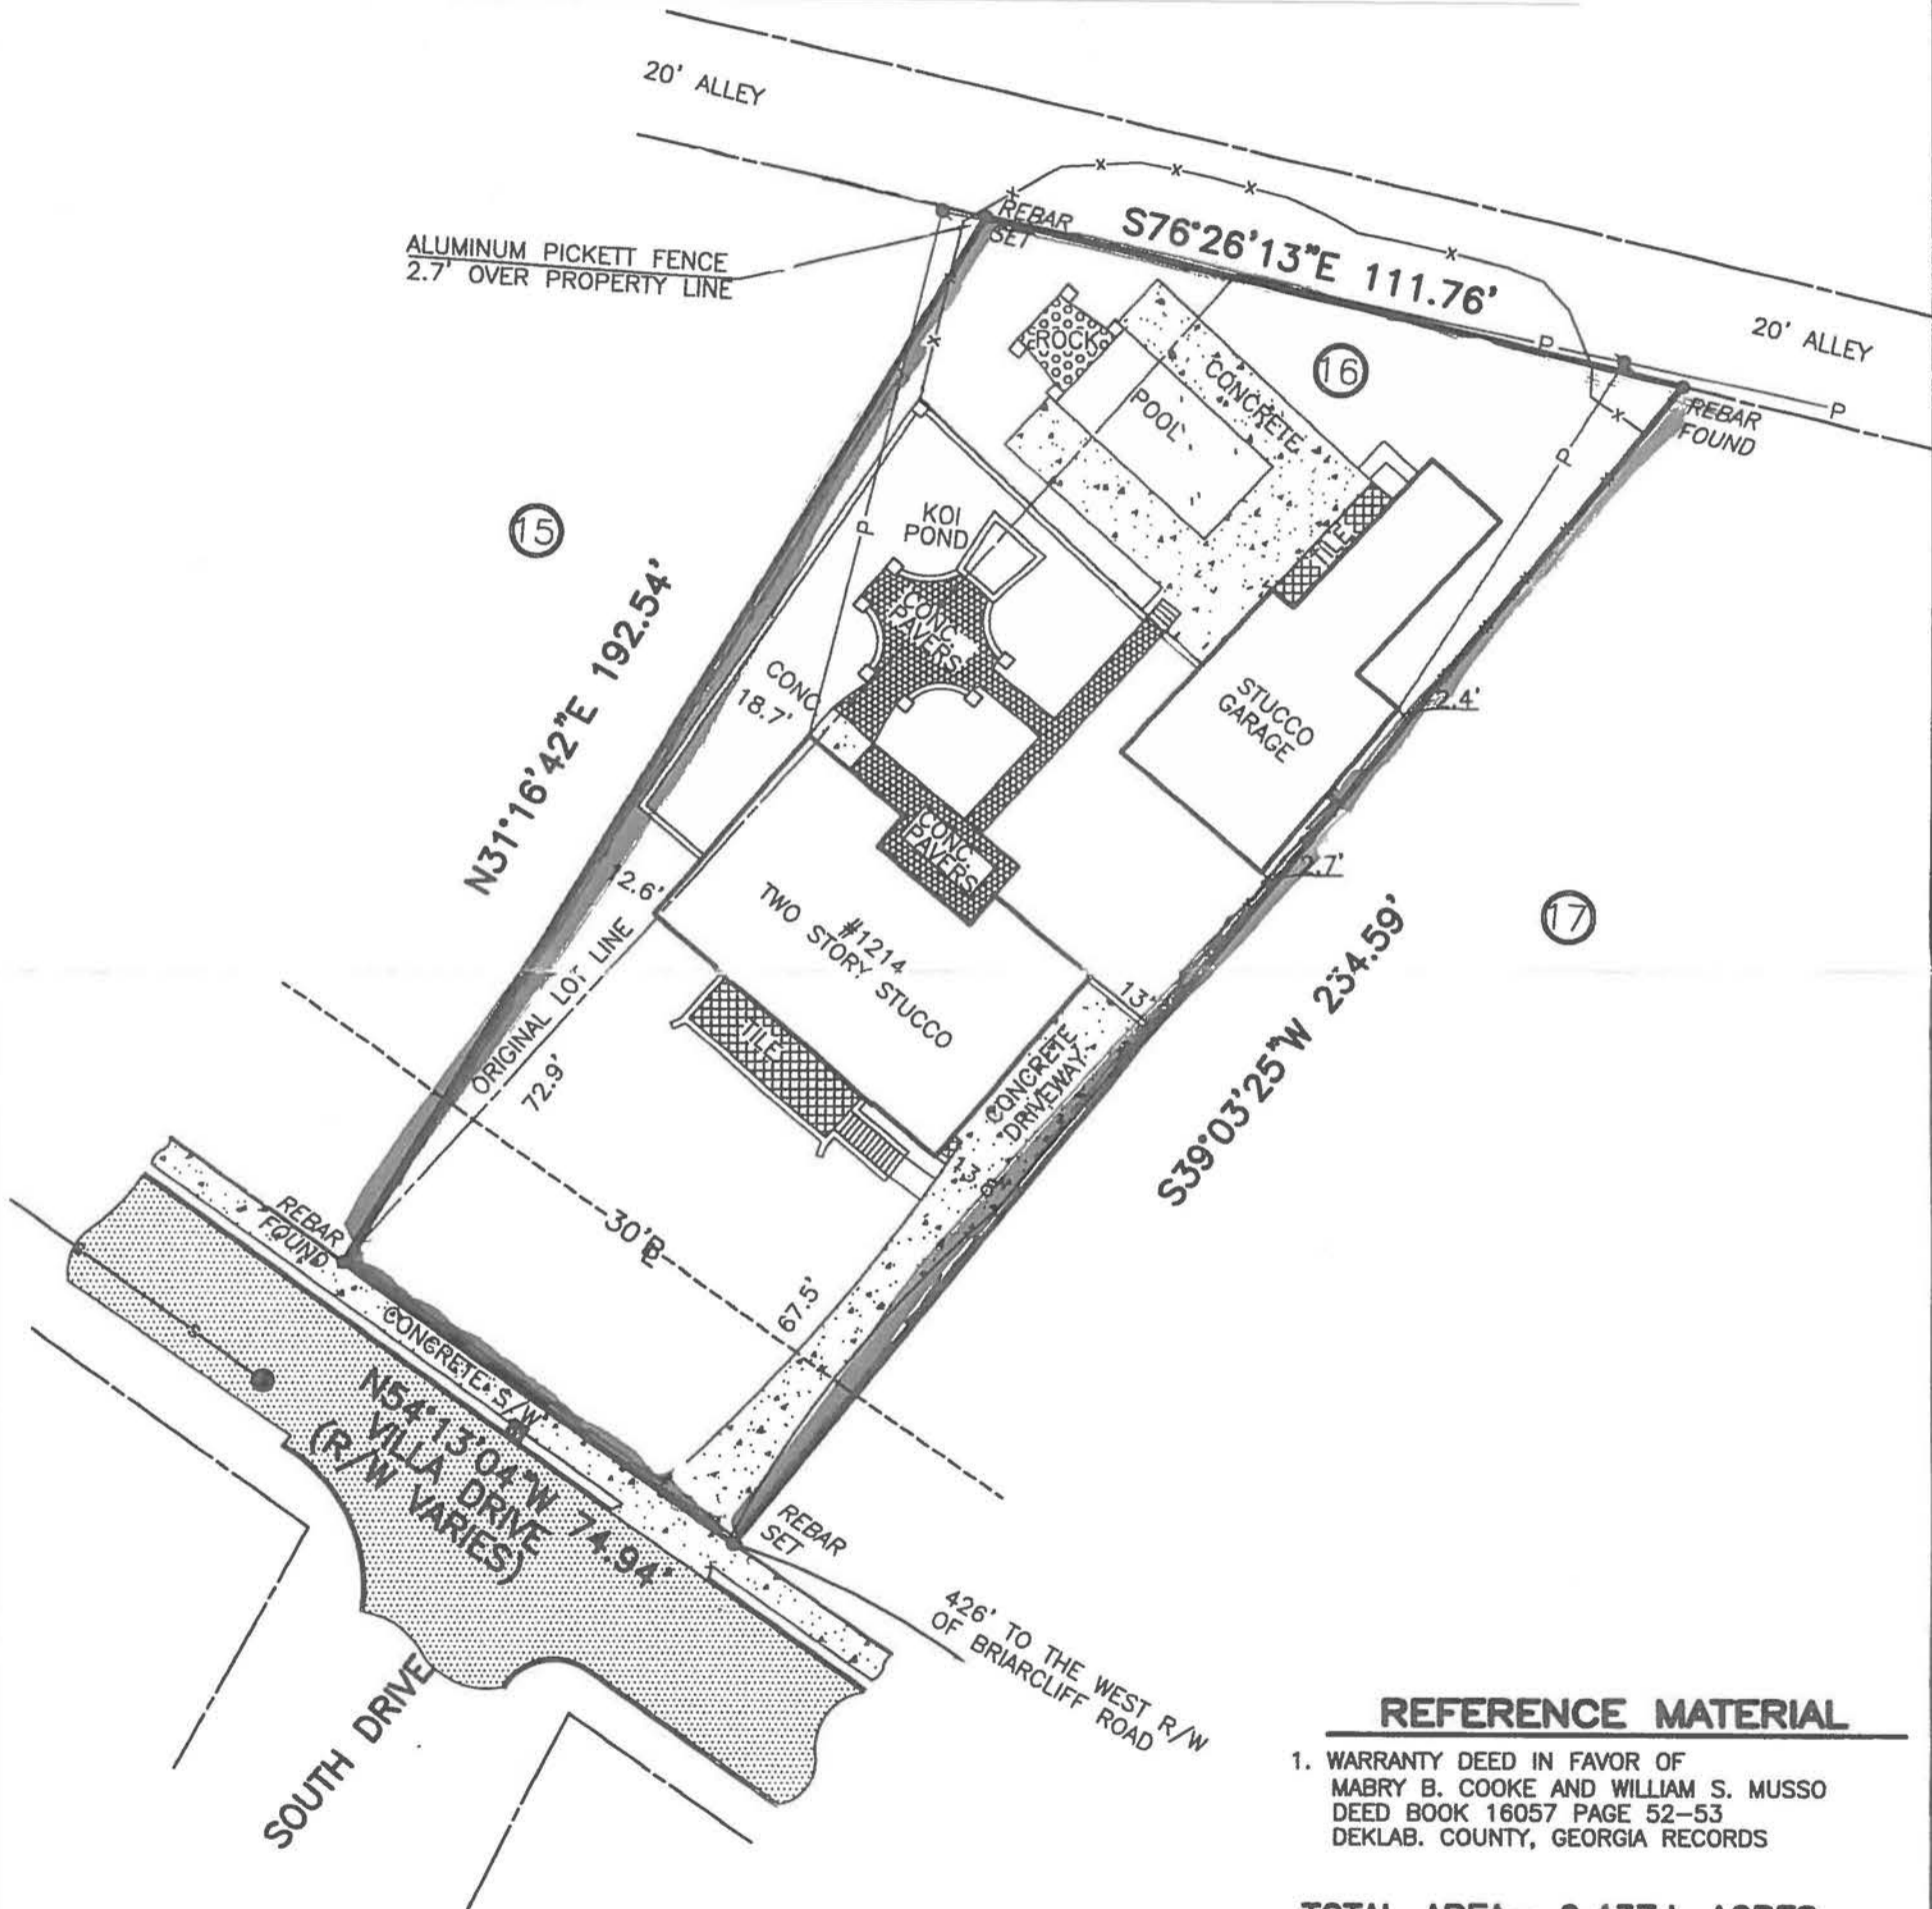 20' ALLEY
REBAR
SET
S76°26'13"E 111.76'
ALUMINUM PICKETT FENCE
2.7' OVER PROPERTY LINE
20' ALLEY
ROCK
CONCRETE
16
P
P
POOL
REBAR
FOUND
P
15
KOI
POND
P
TILE
CONC.
PAVERS
N31°16'42"E 192.54'
CONC
18.7'
STUCCO
GARAGE
2.4'
CONC.
PAVERS
2.7'
12.6'
17
#1214
TWO STORY STUCCO
ORIGINAL LOT LINE
72.9'
13'
TILE
CONCRETE
DRIVEWAY
S39°03'25"W 234.59'
13.8'
REBAR
FOUND
30'B
67.5'
CONCRETE S/W
S
N54°13'04"W 74.94'
VILLA DRIVE
(R/W VARIES)
REBAR
SET
426' TO THE WEST R/W
OF BRIARCLIFF ROAD
SOUTH DRIVE
REFERENCE MATERIAL
1. WARRANTY DEED IN FAVOR OF
MABRY B. COOKE AND WILLIAM S. MUSSO
DEED BOOK 16057 PAGE 52-53
DEKLAB. COUNTY, GEORGIA RECORDS